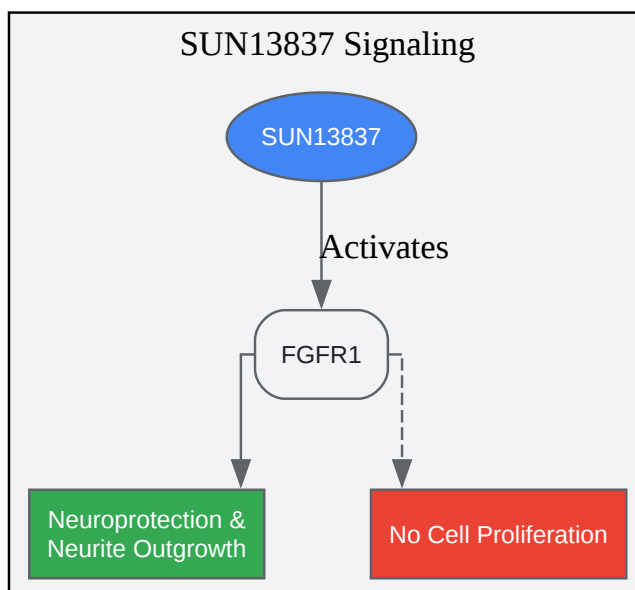 SUN13837 Signaling
SUN13837
Activates
FGFR1
Neuroprotection &
Neurite Outgrowth
No Cell Proliferation